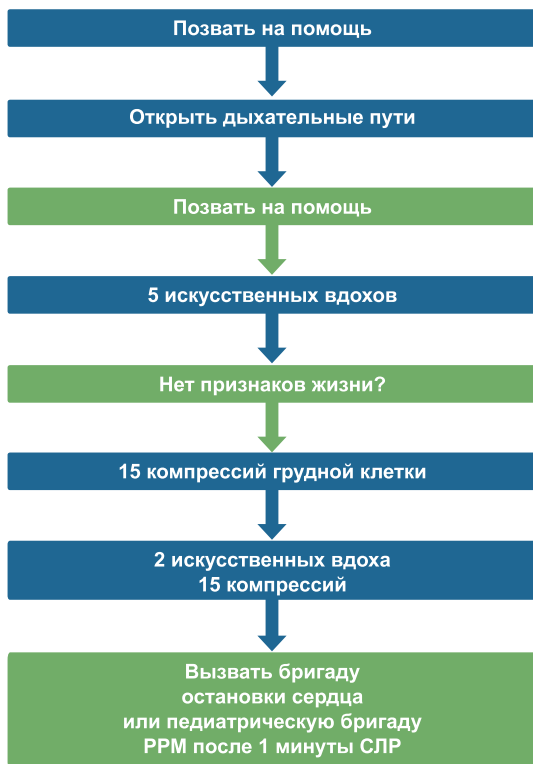 Позвать на помощь
Открыть дыхательные пути
Позвать на помощь
5 искусственных вдохов
Нет признаков жизни?
15 компрессий грудной клетки
2 искусственных вдоха
15 компрессий
Вызвать бригаду
остановки сердца
или педиатрическую бригаду
РРМ после 1 минуты СЛР